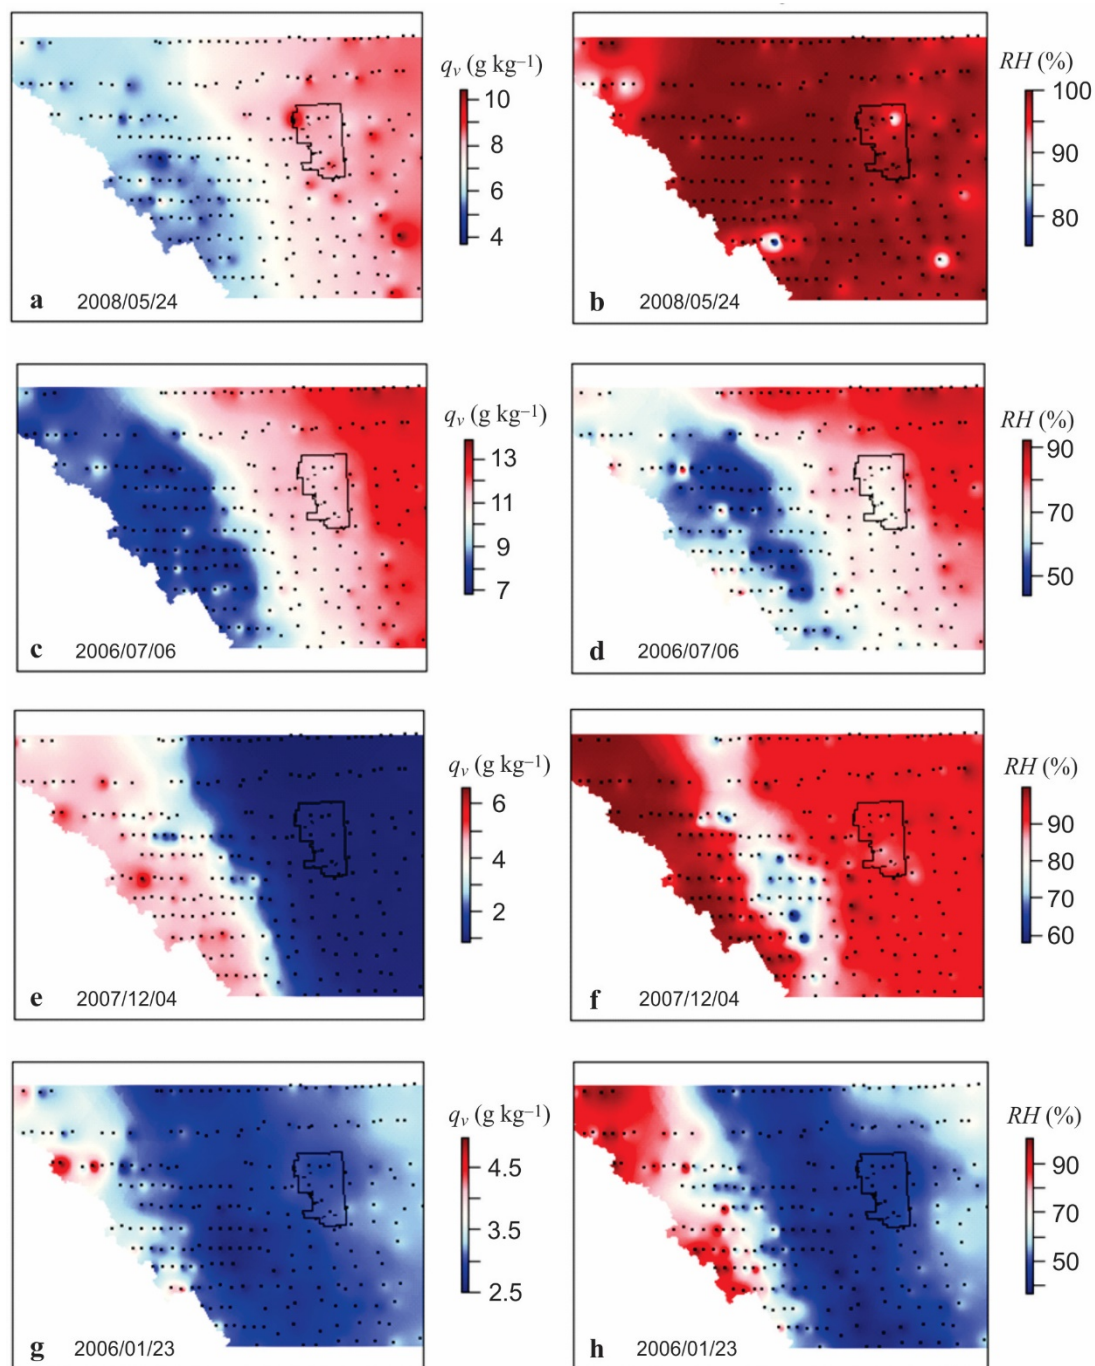 qv (g kg–1)
10
8
6
4
a 2008/05/24
RH (%)
100
90
80
b 2008/05/24
qv (g kg–1)
13
11
9
7
c 2006/07/06
RH (%)
90
70
50
d 2006/07/06
qv (g kg–1)
6
4
2
e 2007/12/04
RH (%)
90
80
70
60
f 2007/12/04
qv (g kg–1)
4.5
3.5
2.5
g 2006/01/23
RH (%)
90
70
50
h 2006/01/23